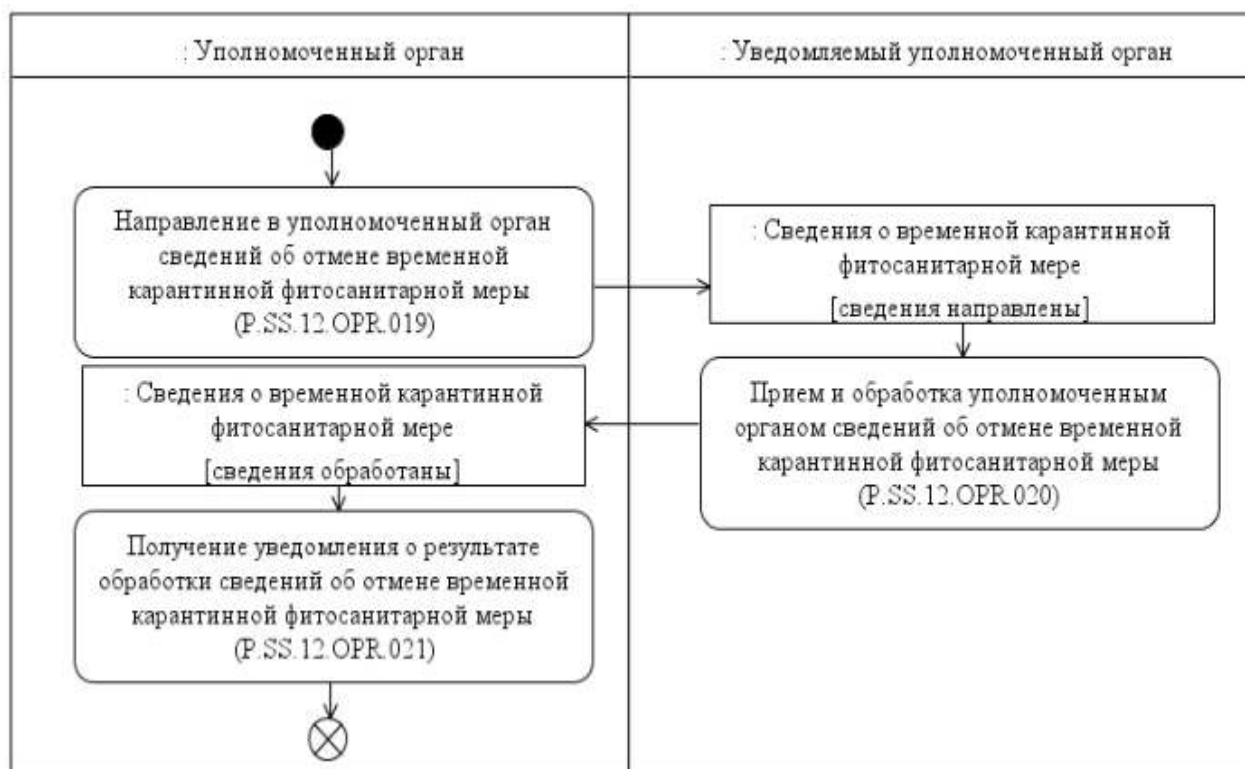 : Уполномоченный орган
: Уведомляемый уполномоченный орган
Направление в уполномоченный орган
сведений об отмене временной
карантинной фитосанитарной меры
(P.SS.12.OPR.019)
: Сведения о временной карантинной
фитосанитарной мере
[сведения направлены]
Прием и обработка уполномоченным
органом сведений об отмене временной
карантинной фитосанитарной меры
(P.SS.12.OPR.020)
: Сведения о временной карантинной
фитосанитарной мере
[сведения обработаны]
Получение уведомления о результате
обработки сведений об отмене временной
карантинной фитосанитарной меры
(P.SS.12.OPR.021)